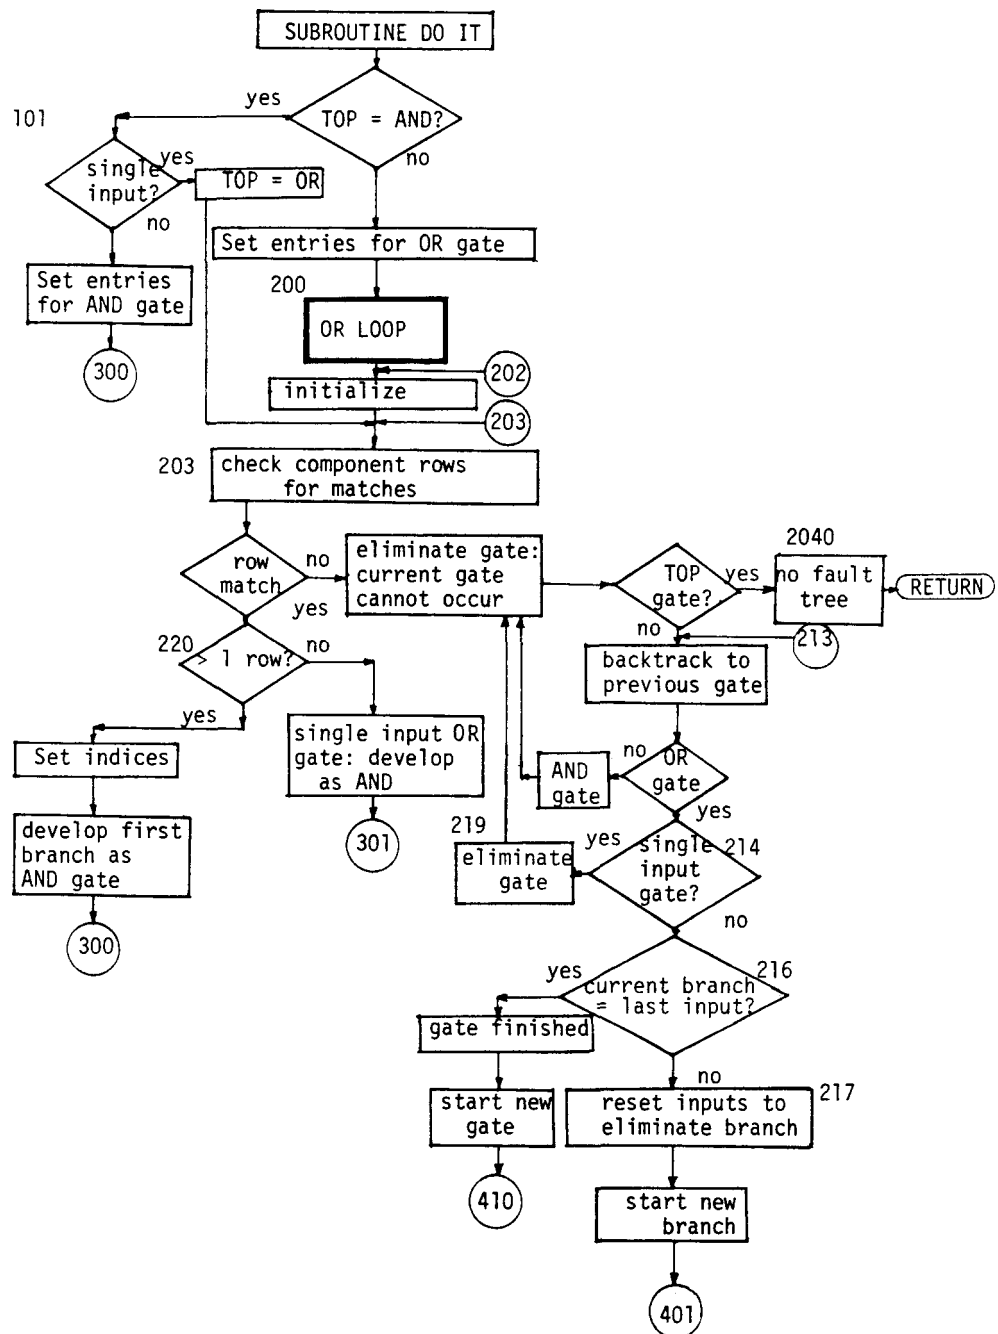 SUBROUTINE DO IT
yes
101
TOP = AND?
no
single
input?
yes
TOP = OR
no
Set entries for OR gate
Set entries
for AND gate
200
OR LOOP
300
202
initialize
203
203
check component rows
for matches
row
match
no
yes
eliminate gate:
current gate
cannot occur
TOP
gate?
yes
2040
no fault
tree
RETURN
no
213
220
> 1 row?
no
yes
backtrack to
previous gate
Set indices
single input OR
gate: develop
as AND
no
OR
gate
AND
gate
yes
develop first
branch as
AND gate
301
219
yes
eliminate
gate
single
input
gate?
214
no
300
yes
current branch
= last input?
216
gate finished
no
start new
gate
reset inputs to
eliminate branch
217
410
start new
branch
401